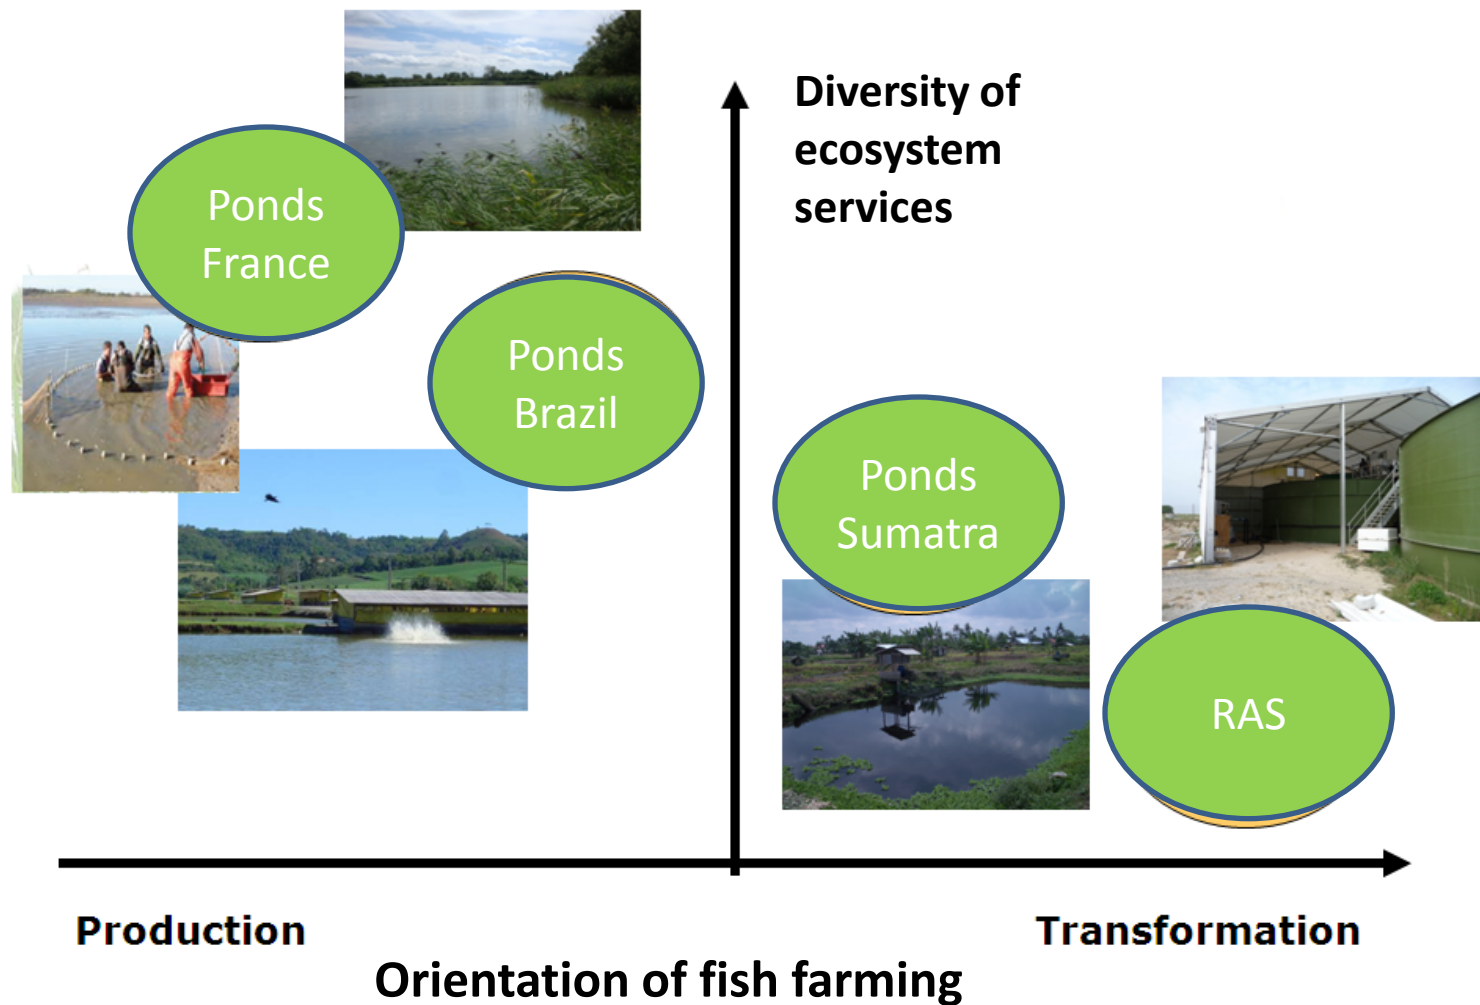 Diversity of
ecosystem
services
Ponds
France
Ponds
Brazil
Ponds
Sumatra
RAS
Production
Transformation
Orientation of fish farming